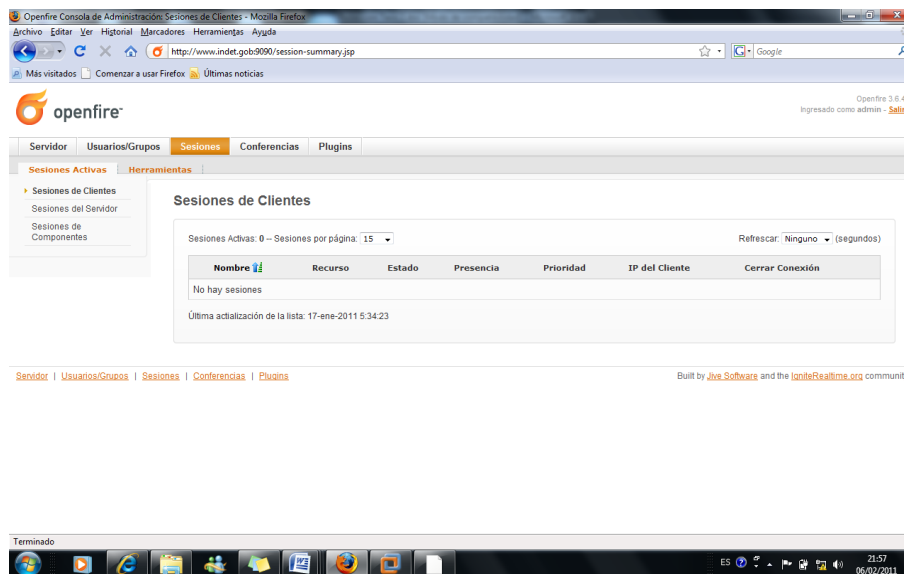 Openfire Consola de Administración: Sesiones de Clientes - Mozilla Firefox
Archivo Editar Ver Historial Marcadores Herramientas Ayuda
http://www.indet.gob:9090/session-summary.jsp
Google
Más visitados Comenzar a usar Firefox Últimas noticias
openfire™
Openfire 3.6.4
Ingresado como admin - Salir
Servidor Usuarios/Grupos Sesiones Conferencias Plugins
Sesiones Activas Herramientas
Sesiones de Clientes
Sesiones del Servidor
Sesiones de
Componentes
Sesiones de Clientes
Sesiones Activas: 0 -- Sesiones por página: 15
Refrescar: Ninguno (segundos)
Nombre Recurso Estado Presencia Prioridad IP del Cliente Cerrar Conexión
No hay sesiones
Última actialización de la lista: 17-ene-2011 5:34:23
Servidor | Usuarios/Grupos | Sesiones | Conferencias | Plugins
Built by Jive Software and the IgniteRealtime.org communit
Terminado
ES
21:57
06/02/2011